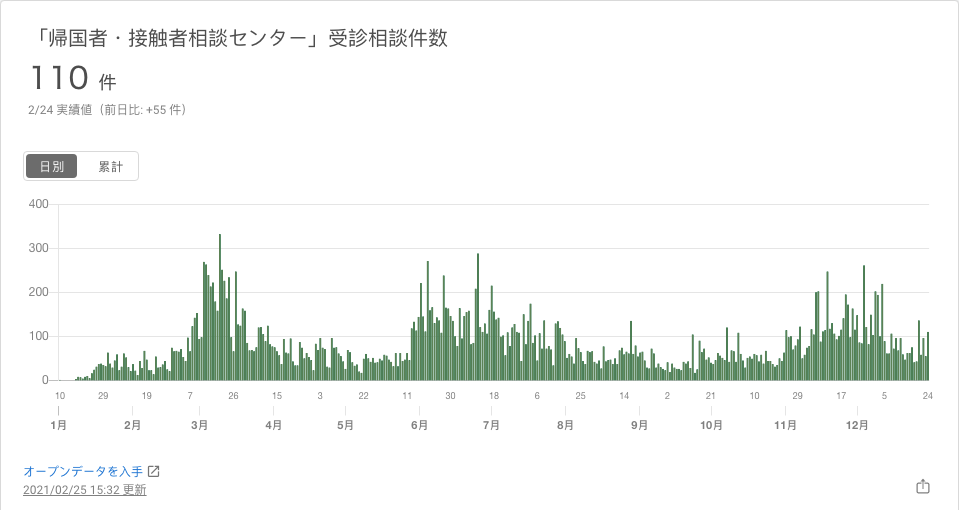 「帰国者・接触者相談センター」受診相談件数
110 件
2/24 実績値（前日比: +55 件）
日別 累計
400
300
200
100
0
10 29 19 7 26 15 3 22 11 30 18 6 25 14 2 21 10 29 17 5 24
1月 2月 3月 4月 5月 6月 7月 8月 9月 10月 11月 12月
オープンデータを入手
2021/02/25 15:32 更新